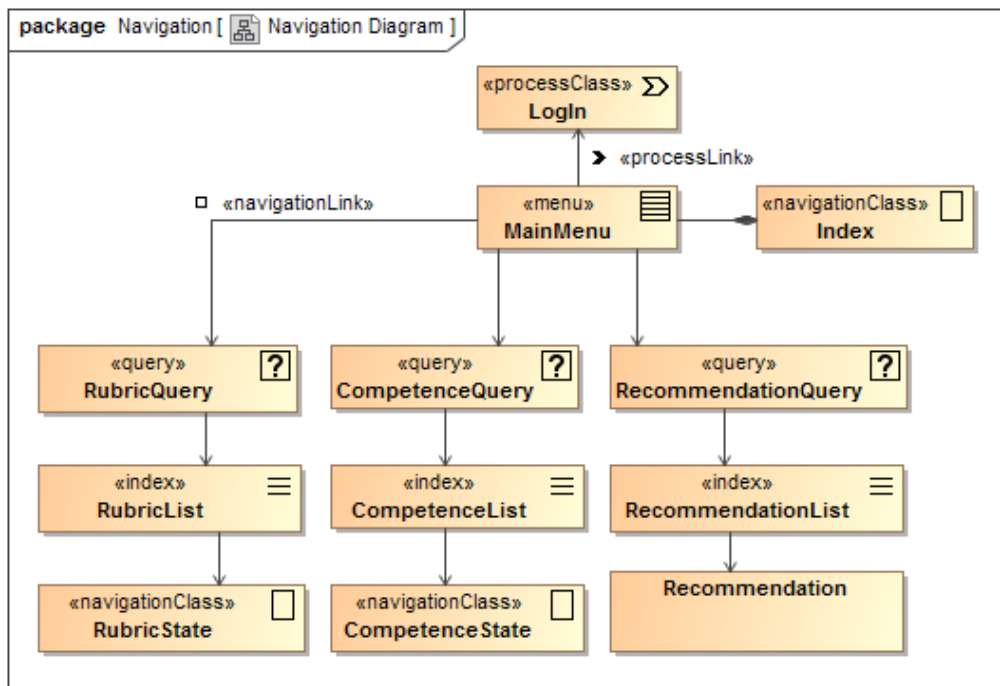 package Navigation [ Navigation Diagram ]
«processClass»
LogIn
«processLink»
«navigationLink»
«menu»
MainMenu
«navigationClass»
Index
«query»
RubricQuery
«query»
CompetenceQuery
«query»
RecommendationQuery
«index»
RubricList
«index»
CompetenceList
«index»
RecommendationList
«navigationClass»
RubricState
«navigationClass»
CompetenceState
Recommendation